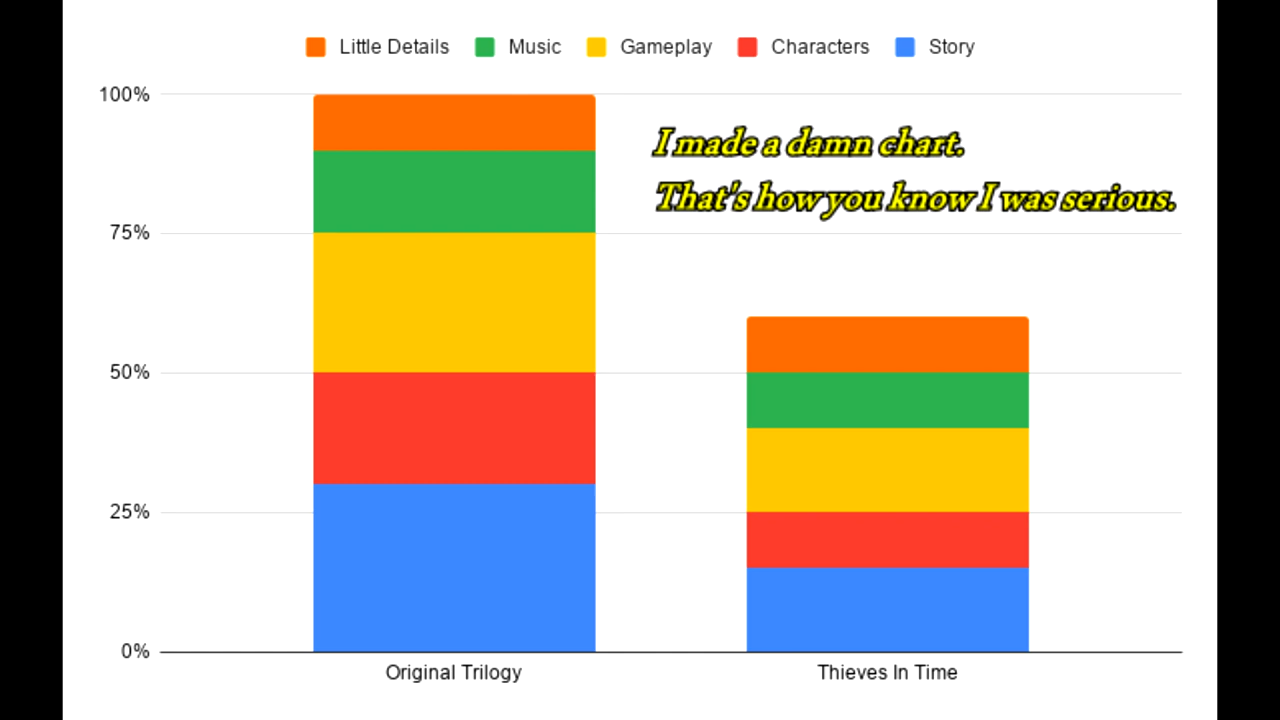 Little Details Music Gameplay Characters Story
100%
I made a damn chart.
That's how you know I was serious.
75%
50%
25%
0%
Original Trilogy Thieves In Time